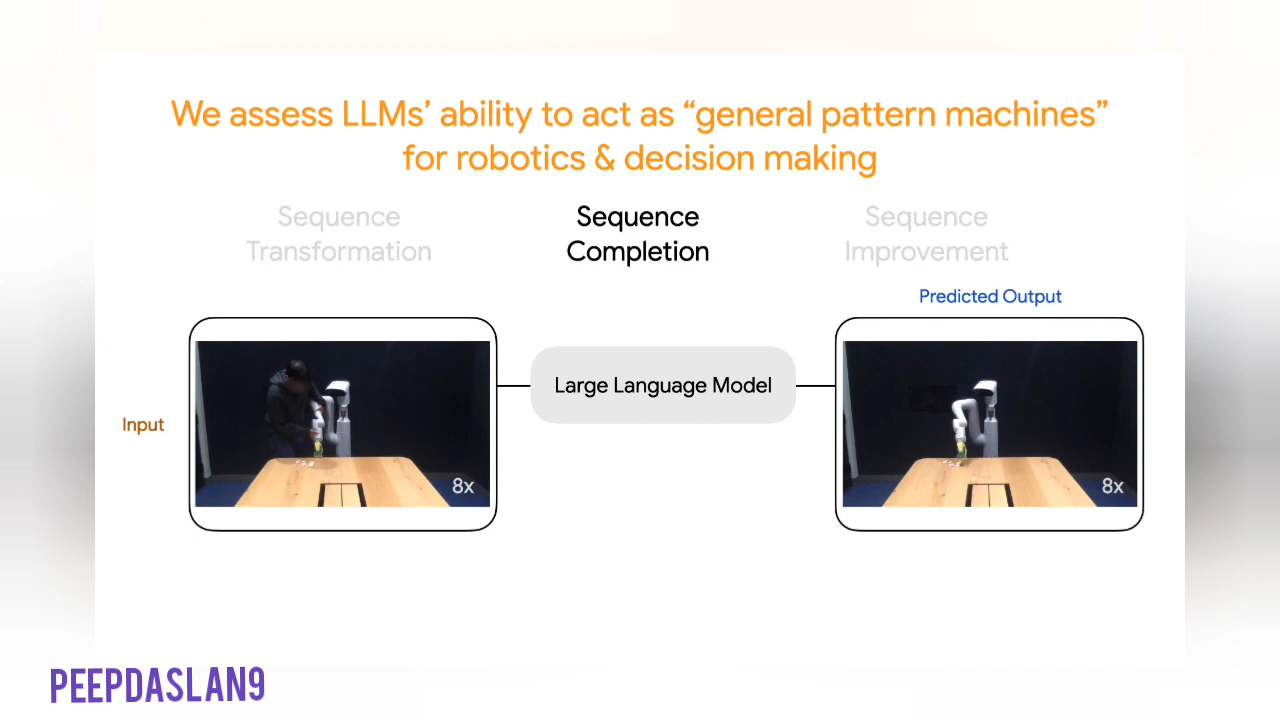 We assess LLMs’ ability to act as “general pattern machines”
for robotics & decision making
Sequence
Transformation
Sequence
Completion
Sequence
Improvement
Predicted Output
Large Language Model
Input
8x
8x
PEEPDASLAN9